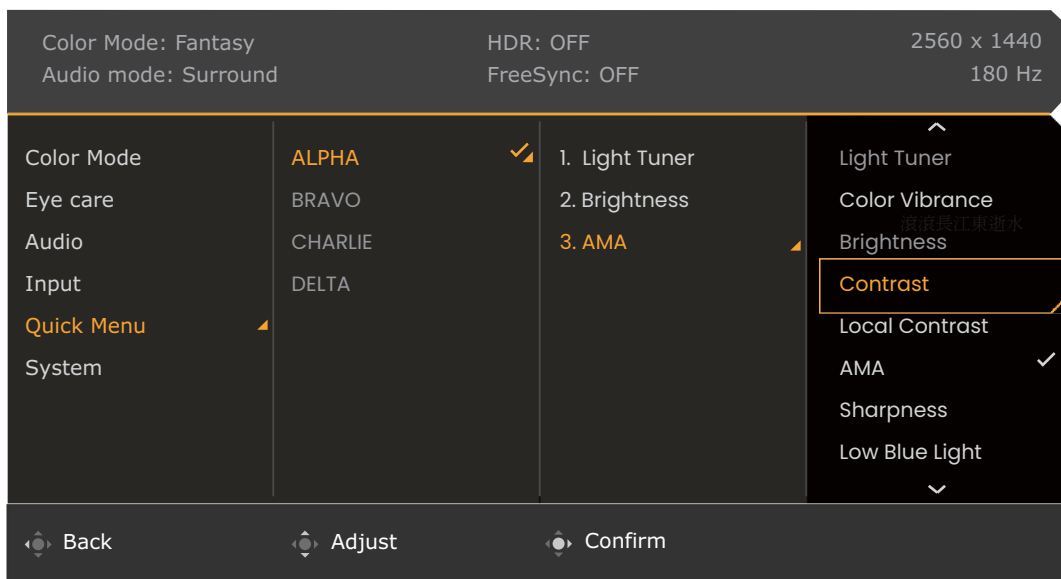 Color Mode: Fantasy
Audio mode: Surround
HDR: OFF
FreeSync: OFF
2560 x 1440
180 Hz
Color Mode
Eye care
Audio
Input
Quick Menu
System
ALPHA
BRAVO
CHARLIE
DELTA
1. Light Tuner
2. Brightness
3. AMA
Light Tuner
Color Vibrance
滾滾長江東逝水
Brightness
Contrast
Local Contrast
AMA
Sharpness
Low Blue Light
Back
Adjust
Confirm